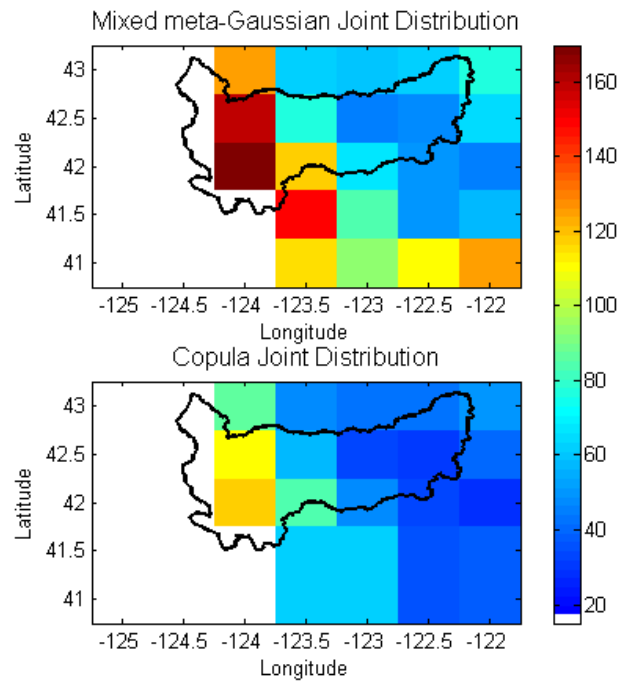 Mixed meta-Gaussian Joint Distribution
43
42.5
42
41.5
41
Latitude
-125 -124.5 -124 -123.5 -123 -122.5 -122
Longitude
Copula Joint Distribution
43
42.5
42
41.5
41
Latitude
-125 -124.5 -124 -123.5 -123 -122.5 -122
Longitude
160
140
120
100
80
60
40
20